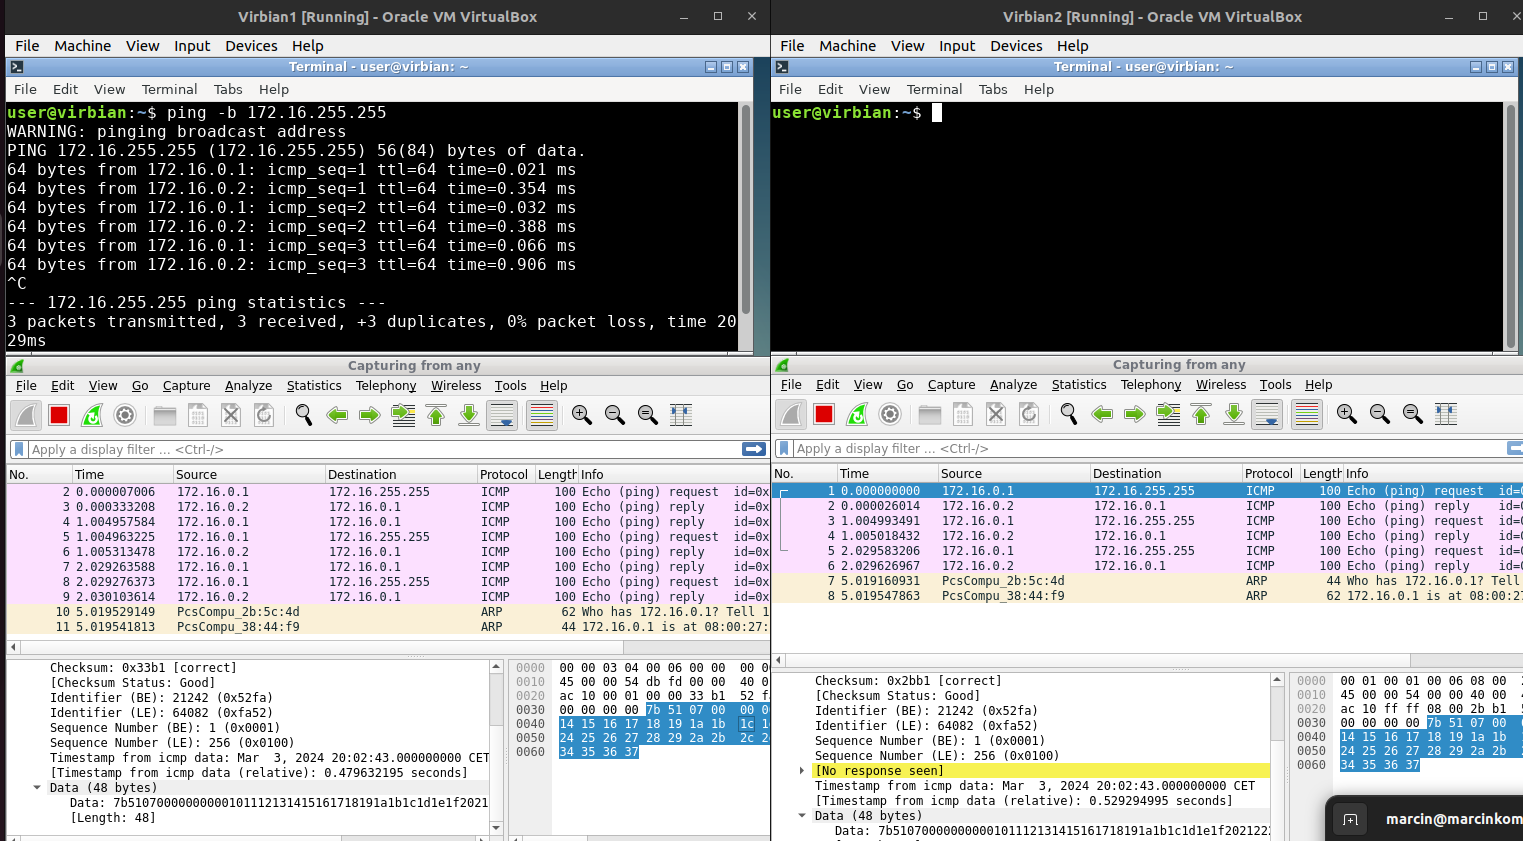 Virbian1 [Running] - Oracle VM VirtualBox
File Machine View Input Devices Help
Terminal - user@virbian: ~
File Edit View Terminal Tabs Help
user@virbian:~$ ping -b 172.16.255.255
WARNING: pinging broadcast address
PING 172.16.255.255 (172.16.255.255) 56(84) bytes of data.
64 bytes from 172.16.0.1: icmp_seq=1 ttl=64 time=0.021 ms
64 bytes from 172.16.0.2: icmp_seq=1 ttl=64 time=0.354 ms
64 bytes from 172.16.0.1: icmp_seq=2 ttl=64 time=0.032 ms
64 bytes from 172.16.0.2: icmp_seq=2 ttl=64 time=0.388 ms
64 bytes from 172.16.0.1: icmp_seq=3 ttl=64 time=0.066 ms
64 bytes from 172.16.0.2: icmp_seq=3 ttl=64 time=0.906 ms
^C
--- 172.16.255.255 ping statistics ---
3 packets transmitted, 3 received, +3 duplicates, 0% packet loss, time 20
29ms
Capturing from any
File Edit View Go Capture Analyze Statistics Telephony Wireless Tools Help
Apply a display filter ... <Ctrl-/>
No. Time Source Destination Protocol Length Info
2 0.000007006 172.16.0.1 172.16.255.255 ICMP 100 Echo (ping) request id=0x
3 0.000333208 172.16.0.2 172.16.0.1 ICMP 100 Echo (ping) reply id=0x
4 1.004957584 172.16.0.1 172.16.0.1 ICMP 100 Echo (ping) reply id=0x
5 1.004963225 172.16.0.1 172.16.255.255 ICMP 100 Echo (ping) request id=0x
6 1.005313478 172.16.0.2 172.16.0.1 ICMP 100 Echo (ping) reply id=0x
7 2.029263588 172.16.0.1 172.16.0.1 ICMP 100 Echo (ping) reply id=0x
8 2.029276373 172.16.0.1 172.16.255.255 ICMP 100 Echo (ping) request id=0x
9 2.030103614 172.16.0.2 172.16.0.1 ICMP 100 Echo (ping) reply id=0x
10 5.019529149 PcsCompu_2b:5c:4d ARP 62 Who has 172.16.0.1? Tell 1
11 5.019541813 PcsCompu_38:44:f9 ARP 44 172.16.0.1 is at 08:00:27:
Checksum: 0x33b1 [correct]
[Checksum Status: Good]
Identifier (BE): 21242 (0x52fa)
Identifier (LE): 64082 (0xfa52)
Sequence Number (BE): 1 (0x0001)
Sequence Number (LE): 256 (0x0100)
Timestamp from icmp data: Mar  3, 2024 20:02:43.000000000 CET
[Timestamp from icmp data (relative): 0.479632195 seconds]
Data (48 bytes)
Data: 7b51070000000000101112131415161718191a1b1c1d1e1f2021
[Length: 48]
0000 00 00 03 04 00 06 00 00 00 0
0010 45 00 00 54 db fd 00 00 40 0
0020 ac 10 00 01 00 00 33 b1 52 f
0030 00 00 00 00 7b 51 07 00 00 0
0040 14 15 16 17 18 19 1a 1b 1c 1
0050 24 25 26 27 28 29 2a 2b 2c 2
0060 34 35 36 37
Virbian2 [Running] - Oracle VM VirtualBox
File Machine View Input Devices Help
Terminal - user@virbian: ~
File Edit View Terminal Tabs Help
user@virbian:~$
Capturing from any
File Edit View Go Capture Analyze Statistics Telephony Wireless Tools Help
Apply a display filter ... <Ctrl-/>
No. Time Source Destination Protocol Length Info
1 0.000000000 172.16.0.1 172.16.255.255 ICMP 100 Echo (ping) request id=0
2 0.000026014 172.16.0.2 172.16.0.1 ICMP 100 Echo (ping) reply id=0
3 1.004993491 172.16.0.1 172.16.255.255 ICMP 100 Echo (ping) request id=0
4 1.005018432 172.16.0.2 172.16.0.1 ICMP 100 Echo (ping) reply id=0
5 2.029583206 172.16.0.1 172.16.255.255 ICMP 100 Echo (ping) request id=0
6 2.029626967 172.16.0.2 172.16.0.1 ICMP 100 Echo (ping) reply id=0
7 5.019160931 PcsCompu_2b:5c:4d ARP 44 Who has 172.16.0.1? Tell
8 5.019547863 PcsCompu_38:44:f9 ARP 62 172.16.0.1 is at 08:00:27
Checksum: 0x2bb1 [correct]
[Checksum Status: Good]
Identifier (BE): 21242 (0x52fa)
Identifier (LE): 64082 (0xfa52)
Sequence Number (BE): 1 (0x0001)
Sequence Number (LE): 256 (0x0100)
[No response seen]
Timestamp from icmp data: Mar  3, 2024 20:02:43.000000000 CET
[Timestamp from icmp data (relative): 0.529294995 seconds]
Data (48 bytes)
Data: 7b51070000000000101112131415161718191a1b1c1d1e1f202122
0000 00 01 00 01 00 06 08 00
0010 45 00 00 54 00 00 40 00
0020 ac 10 ff ff 08 00 2b b1
0030 00 00 00 00 7b 51 07 00
0040 14 15 16 17 18 19 1a 1b
0050 24 25 26 27 28 29 2a 2b
0060 34 35 36 37
marcin@marcinkom